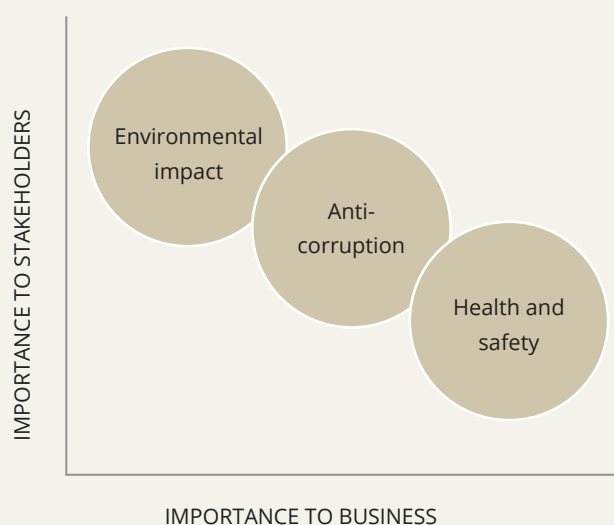 IMPORTANCE TO STAKEHOLDERS
Environmental
impact
Anti-
corruption
Health and
safety
IMPORTANCE TO BUSINESS